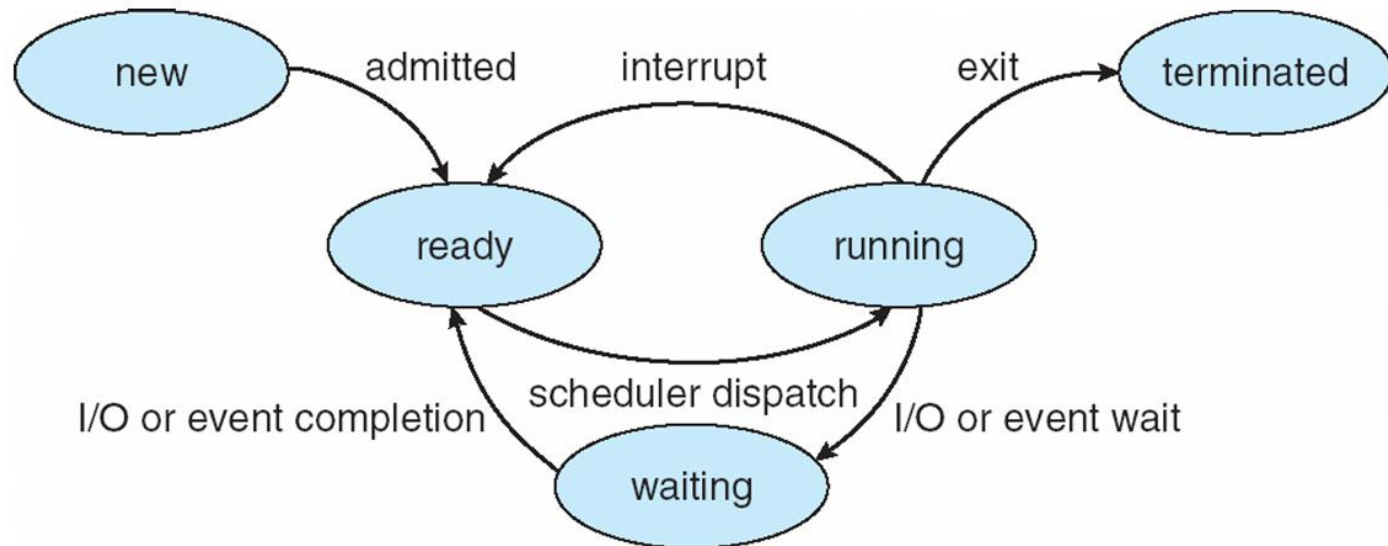 new
admitted
interrupt
exit
terminated
ready
running
scheduler dispatch
I/O or event completion
I/O or event wait
waiting